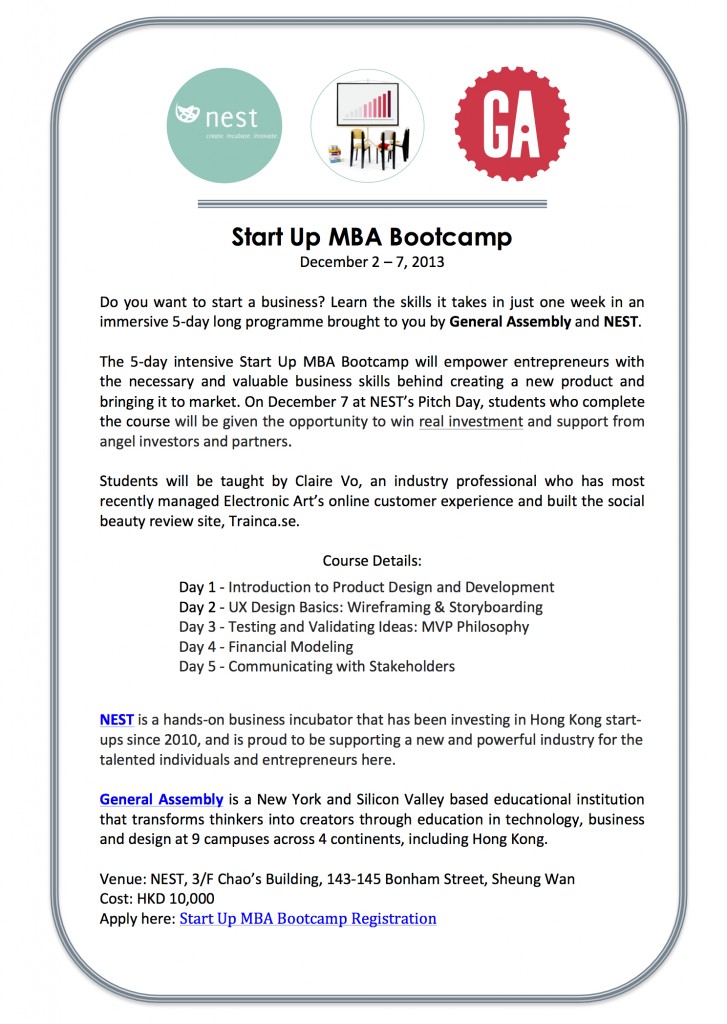 nest
create. incubate. innovate.
GA
Start Up MBA Bootcamp
December 2 – 7, 2013
Do you want to start a business? Learn the skills it takes in just one week in an
immersive 5-day long programme brought to you by General Assembly and NEST.
The 5-day intensive Start Up MBA Bootcamp will empower entrepreneurs with
the necessary and valuable business skills behind creating a new product and
bringing it to market. On December 7 at NEST’s Pitch Day, students who complete
the course will be given the opportunity to win real investment and support from
angel investors and partners.
Students will be taught by Claire Vo, an industry professional who has most
recently managed Electronic Art’s online customer experience and built the social
beauty review site, Trainca.se.
Course Details:
Day 1 - Introduction to Product Design and Development
Day 2 - UX Design Basics: Wireframing & Storyboarding
Day 3 - Testing and Validating Ideas: MVP Philosophy
Day 4 - Financial Modeling
Day 5 - Communicating with Stakeholders
NEST is a hands-on business incubator that has been investing in Hong Kong start-
ups since 2010, and is proud to be supporting a new and powerful industry for the
talented individuals and entrepreneurs here.
General Assembly is a New York and Silicon Valley based educational institution
that transforms thinkers into creators through education in technology, business
and design at 9 campuses across 4 continents, including Hong Kong.
Venue: NEST, 3/F Chao’s Building, 143-145 Bonham Street, Sheung Wan
Cost: HKD 10,000
Apply here: Start Up MBA Bootcamp Registration